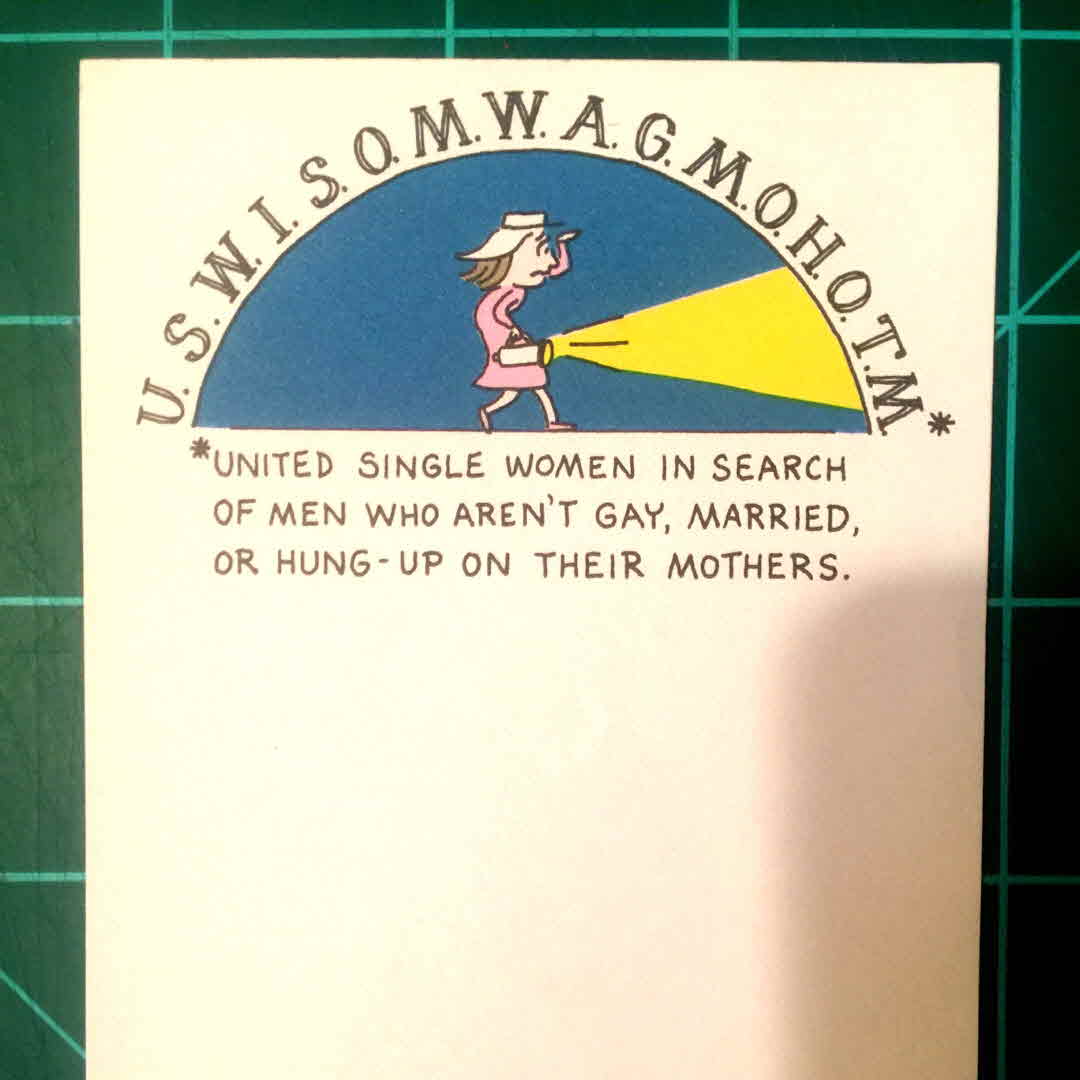 U.S.W.I.S.O.M.W.A.G.M.O.H.O.T.M*
*UNITED SINGLE WOMEN IN SEARCH
OF MEN WHO AREN'T GAY, MARRIED,
OR HUNG-UP ON THEIR MOTHERS.